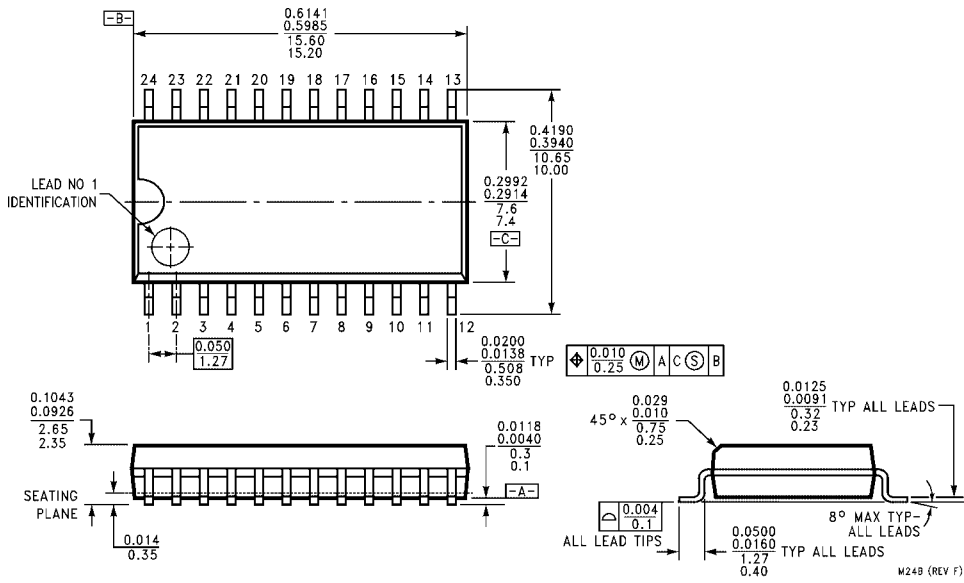 -B-
0.6141
0.5985
15.60
15.20
24 23 22 21 20 19 18 17 16 15 14 13
0.4190
0.3940
10.65
10.00
LEAD NO 1
IDENTIFICATION
0.2992
0.2914
7.6
7.4
-C-
1 2 3 4 5 6 7 8 9 10 11 12
0.050
1.27
0.0200
0.0138
0.508
0.350
TYP
⌖ 0.010
0.25 Ⓜ A C Ⓢ B
0.1043
0.0926
2.65
2.35
0.0118
0.0040
0.3
0.1
-A-
SEATING
PLANE
0.014
0.35
45° x
0.029
0.010
0.75
0.25
0.0125
0.0091
0.32
0.23
TYP ALL LEADS
0.004
0.1
ALL LEAD TIPS
0.0500
0.0160
1.27
0.40
TYP ALL LEADS
8° MAX TYP-
ALL LEADS
M24B (REV F)